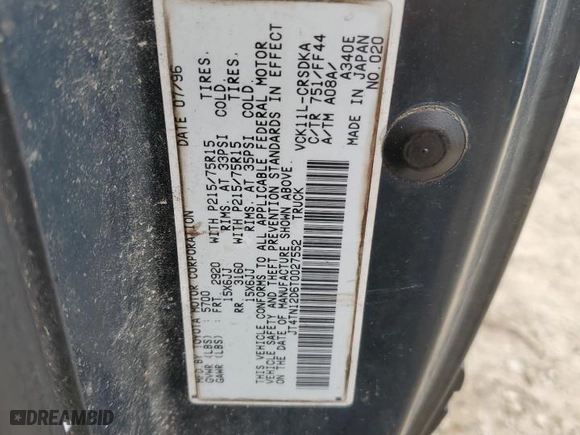 MFG. BY TOYOTA MOTOR CORPORATION DATE 07/96
GVWR (LBS) : 5700
GAWR (LBS) : FRT. 2920 WITH P215/75R15 TIRES.
15X6JJ RIMS. AT 33PSI COLD.
RR. 3160 WITH P215/75R15 TIRES.
15X6JJ RIMS. AT 35PSI COLD.
THIS VEHICLE CONFORMS TO ALL APPLICABLE FEDERAL MOTOR
VEHICLE SAFETY AND THEFT PREVENTION STANDARDS IN EFFECT
ON THE DATE OF MANUFACTURE SHOWN ABOVE.
JT4TN12D6T0027552 TRUCK
VCK11L-CRSDKA
C/TR 751/FF44
A/TM A08A/ A340E
MADE IN JAPAN
NO.020
DREAMBID